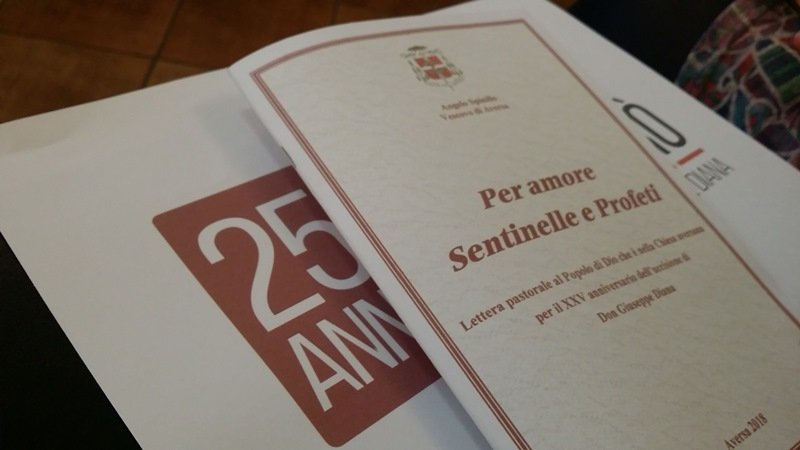 Angelo Spinillo
Vescovo di Aversa
Per amore
Sentinelle e Profeti
Lettera pastorale al Popolo di Dio che è nella Chiesa aversana
per il XXV anniversario dell'uccisione di
Don Giuseppe Diana
Aversa 2018
25
ANN
Ò
DIANA